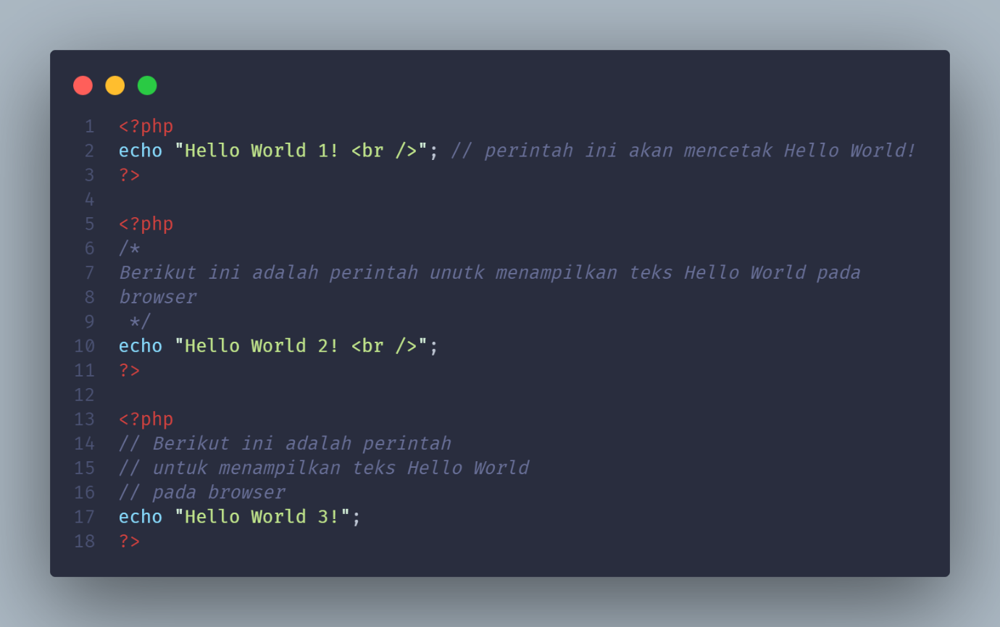 1 <?php
2 echo "Hello World 1! <br />"; // perintah ini akan mencetak Hello World!
3 ?>
4
5 <?php
6 /*
7 Berikut ini adalah perintah unutk menampilkan teks Hello World pada
8 browser
9  */
10 echo "Hello World 2! <br />";
11 ?>
12
13 <?php
14 // Berikut ini adalah perintah
15 // untuk menampilkan teks Hello World
16 // pada browser
17 echo "Hello World 3!";
18 ?>